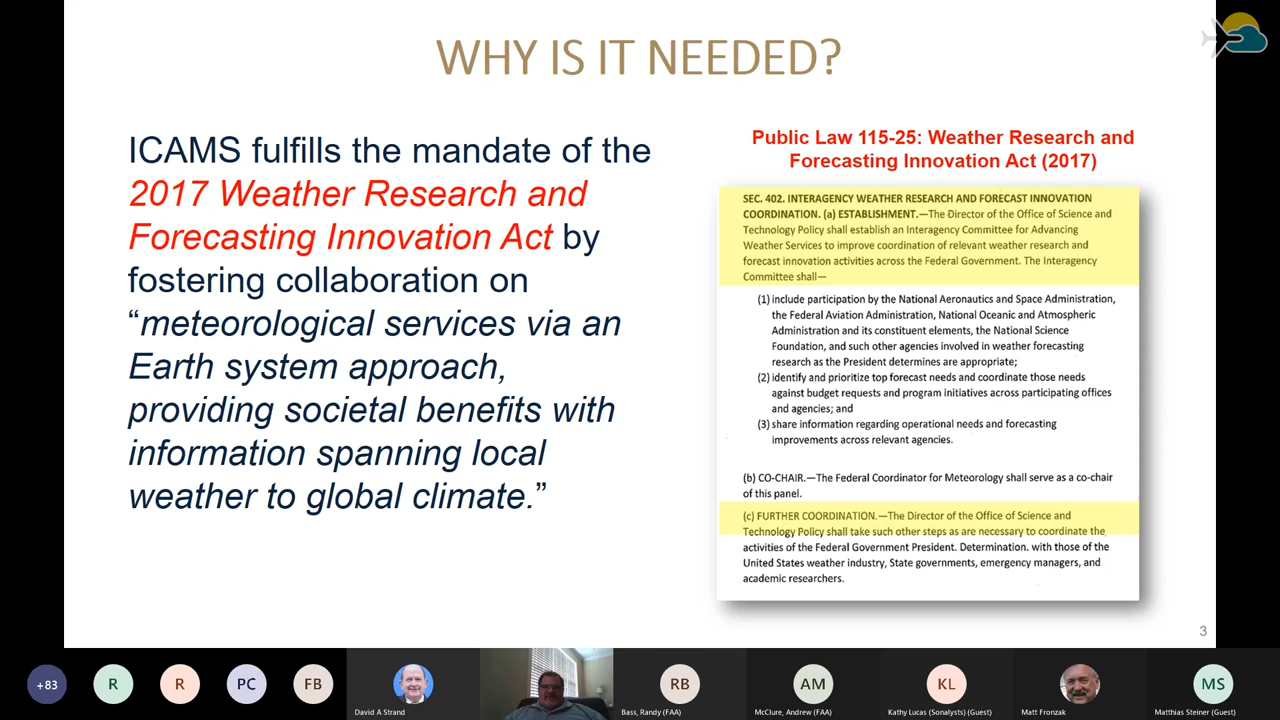 WHY IS IT NEEDED?
ICAMS fulfills the mandate of the
2017 Weather Research and
Forecasting Innovation Act by
fostering collaboration on
“meteorological services via an
Earth system approach,
providing societal benefits with
information spanning local
weather to global climate.”
Public Law 115-25: Weather Research and
Forecasting Innovation Act (2017)
SEC. 402. INTERAGENCY WEATHER RESEARCH AND FORECAST INNOVATION
COORDINATION. (a) ESTABLISHMENT.—The Director of the Office of Science and
Technology Policy shall establish an Interagency Committee for Advancing
Weather Services to improve coordination of relevant weather research and
forecast innovation activities across the Federal Government. The Interagency
Committee shall—
(1) include participation by the National Aeronautics and Space Administration,
the Federal Aviation Administration, National Oceanic and Atmospheric
Administration and its constituent elements, the National Science
Foundation, and such other agencies involved in weather forecasting
research as the President determines are appropriate;
(2) identify and prioritize top forecast needs and coordinate those needs
against budget requests and program initiatives across participating offices
and agencies; and
(3) share information regarding operational needs and forecasting
improvements across relevant agencies.
(b) CO-CHAIR.—The Federal Coordinator for Meteorology shall serve as a co-chair
of this panel.
(c) FURTHER COORDINATION.—The Director of the Office of Science and
Technology Policy shall take such other steps as are necessary to coordinate the
activities of the Federal Government President. Determination. with those of the
United States weather industry, State governments, emergency managers, and
academic researchers.
3
+83
R
R
PC
FB
David A Strand
RB
Bass, Randy (FAA)
AM
McClure, Andrew (FAA)
KL
Kathy Lucas (Sonalysts) (Guest)
Matt Fronzak
MS
Matthias Steiner (Guest)